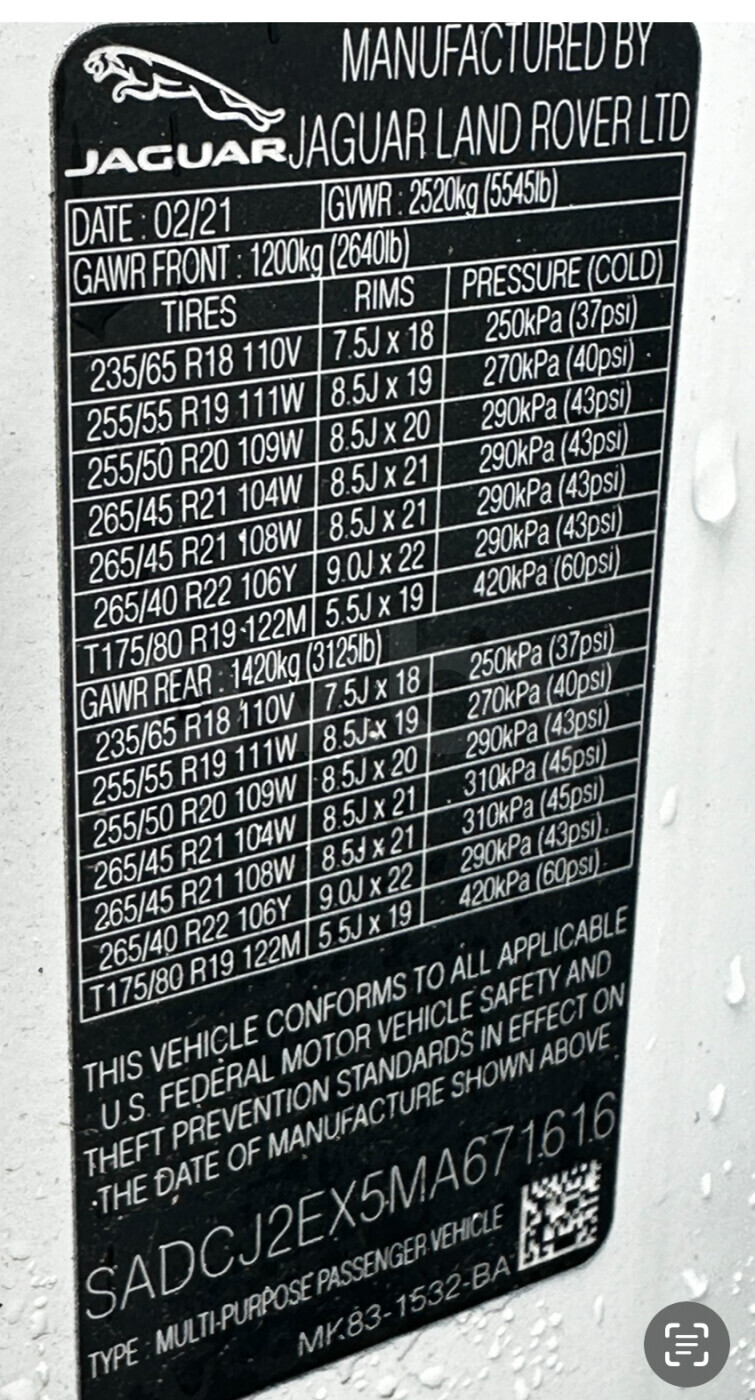 MANUFACTURED BY
JAGUAR JAGUAR LAND ROVER LTD
DATE : 02/21 GVWR : 2520kg (5545lb)
GAWR FRONT : 1200kg (2640lb)
TIRES RIMS PRESSURE (COLD)
235/65 R18 110V 7.5J x 18 250kPa (37psi)
255/55 R19 111W 8.5J x 19 270kPa (40psi)
255/50 R20 109W 8.5J x 20 290kPa (43psi)
265/45 R21 104W 8.5J x 21 290kPa (43psi)
265/45 R21 108W 8.5J x 21 290kPa (43psi)
265/40 R22 106Y 9.0J x 22 290kPa (43psi)
T175/80 R19 122M 5.5J x 19 420kPa (60psi)
GAWR REAR : 1420kg (3125lb)
235/65 R18 110V 7.5J x 18 250kPa (37psi)
255/55 R19 111W 8.5J x 19 270kPa (40psi)
255/50 R20 109W 8.5J x 20 290kPa (43psi)
265/45 R21 104W 8.5J x 21 310kPa (45psi)
265/45 R21 108W 8.5J x 21 310kPa (45psi)
265/40 R22 106Y 9.0J x 22 290kPa (43psi)
T175/80 R19 122M 5.5J x 19 420kPa (60psi)
THIS VEHICLE CONFORMS TO ALL APPLICABLE
U.S. FEDERAL MOTOR VEHICLE SAFETY AND
THEFT PREVENTION STANDARDS IN EFFECT ON
THE DATE OF MANUFACTURE SHOWN ABOVE
SADCJ2EX5MA671616
TYPE : MULTI-PURPOSE PASSENGER VEHICLE
MK83-1532-BA